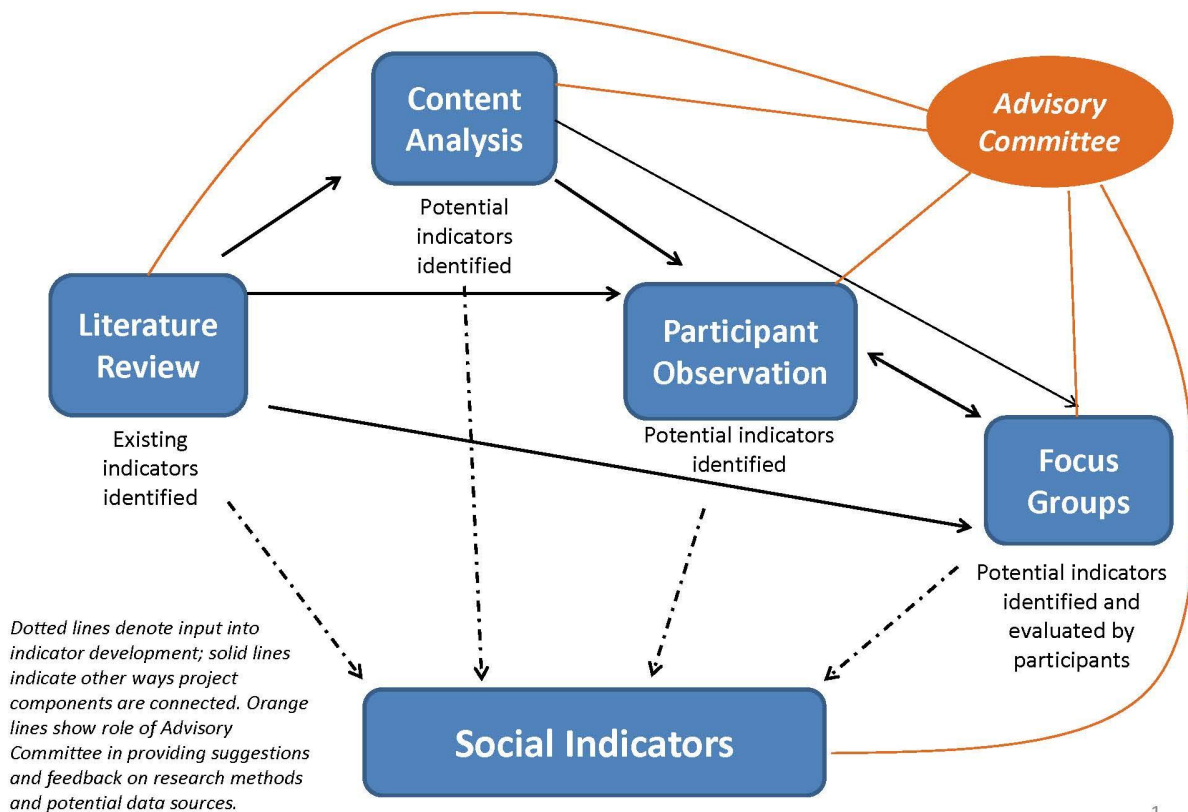 Content
Analysis
Advisory
Committee
Potential
indicators
identified
Literature
Review
Participant
Observation
Existing
indicators
identified
Potential indicators
identified
Focus
Groups
Potential indicators
identified and
evaluated by
participants
Dotted lines denote input into
indicator development; solid lines
indicate other ways project
components are connected. Orange
lines show role of Advisory
Committee in providing suggestions
and feedback on research methods
and potential data sources.
Social Indicators
1